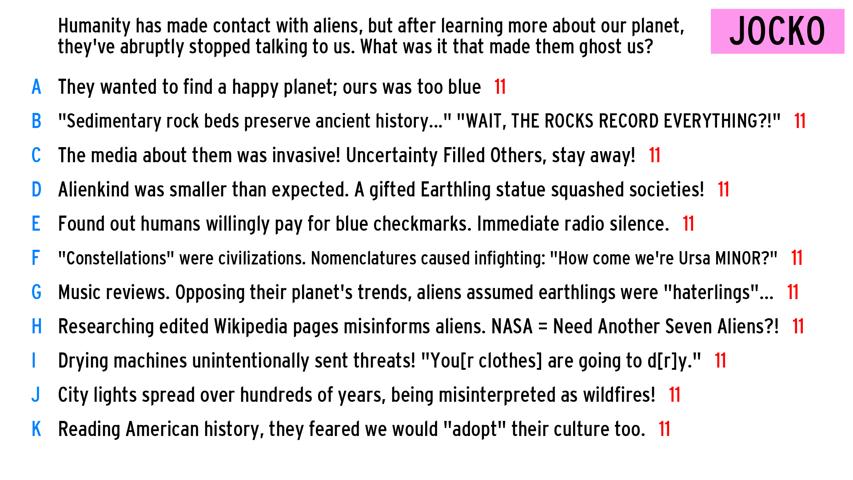 Humanity has made contact with aliens, but after learning more about our planet,
they've abruptly stopped talking to us. What was it that made them ghost us?
JOCKO
A They wanted to find a happy planet; ours was too blue 11
B "Sedimentary rock beds preserve ancient history..." "WAIT, THE ROCKS RECORD EVERYTHING?!" 11
C The media about them was invasive! Uncertainty Filled Others, stay away! 11
D Alienkind was smaller than expected. A gifted Earthling statue squashed societies! 11
E Found out humans willingly pay for blue checkmarks. Immediate radio silence. 11
F "Constellations" were civilizations. Nomenclatures caused infighting: "How come we're Ursa MINOR?" 11
G Music reviews. Opposing their planet's trends, aliens assumed earthlings were "haterlings"... 11
H Researching edited Wikipedia pages misinforms aliens. NASA = Need Another Seven Aliens?! 11
I Drying machines unintentionally sent threats! "You[r clothes] are going to d[r]y." 11
J City lights spread over hundreds of years, being misinterpreted as wildfires! 11
K Reading American history, they feared we would "adopt" their culture too. 11